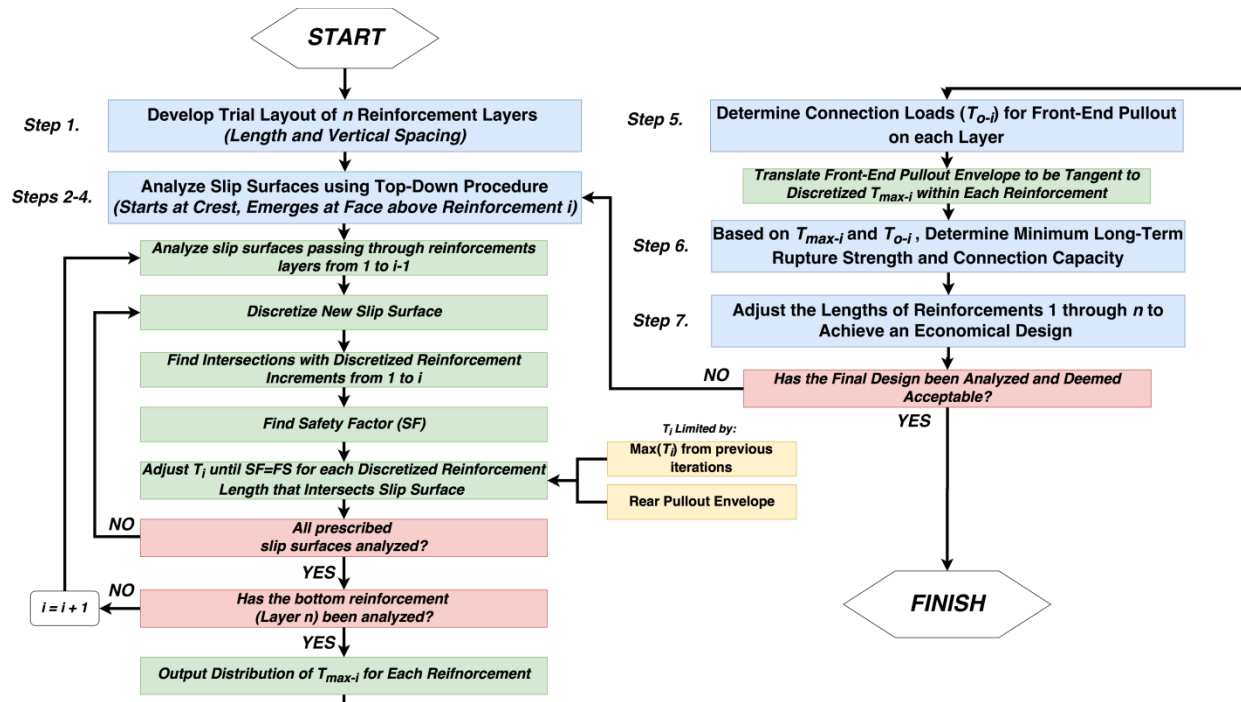 START
Step 1.
Develop Trial Layout of n Reinforcement Layers
(Length and Vertical Spacing)
Steps 2-4.
Analyze Slip Surfaces using Top-Down Procedure
(Starts at Crest, Emerges at Face above Reinforcement i)
Analyze slip surfaces passing through reinforcements
layers from 1 to i-1
Discretize New Slip Surface
Find Intersections with Discretized Reinforcement
Increments from 1 to i
Find Safety Factor (SF)
Adjust Ti until SF=FS for each Discretized Reinforcement
Length that Intersects Slip Surface
Ti Limited by:
Max(Ti) from previous
iterations
Rear Pullout Envelope
NO
All prescribed
slip surfaces analyzed?
YES
NO
i = i + 1
Has the bottom reinforcement
(Layer n) been analyzed?
YES
Output Distribution of Tmax-i for Each Reifnorcement
Step 5.
Determine Connection Loads (To-i) for Front-End Pullout
on each Layer
Translate Front-End Pullout Envelope to be Tangent to
Discretized Tmax-i within Each Reinforcement
Step 6.
Based on Tmax-i and To-i , Determine Minimum Long-Term
Rupture Strength and Connection Capacity
Step 7.
Adjust the Lengths of Reinforcements 1 through n to
Achieve an Economical Design
NO
Has the Final Design been Analyzed and Deemed
Acceptable?
YES
FINISH